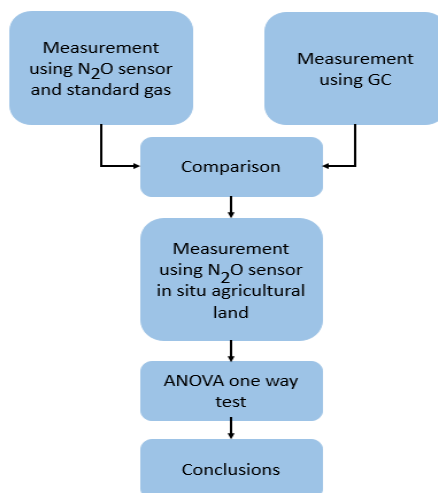 Measurement
using N₂O sensor
and standard gas
Measurement
using GC
Comparison
Measurement
using N₂O sensor
in situ agricultural
land
ANOVA one way
test
Conclusions